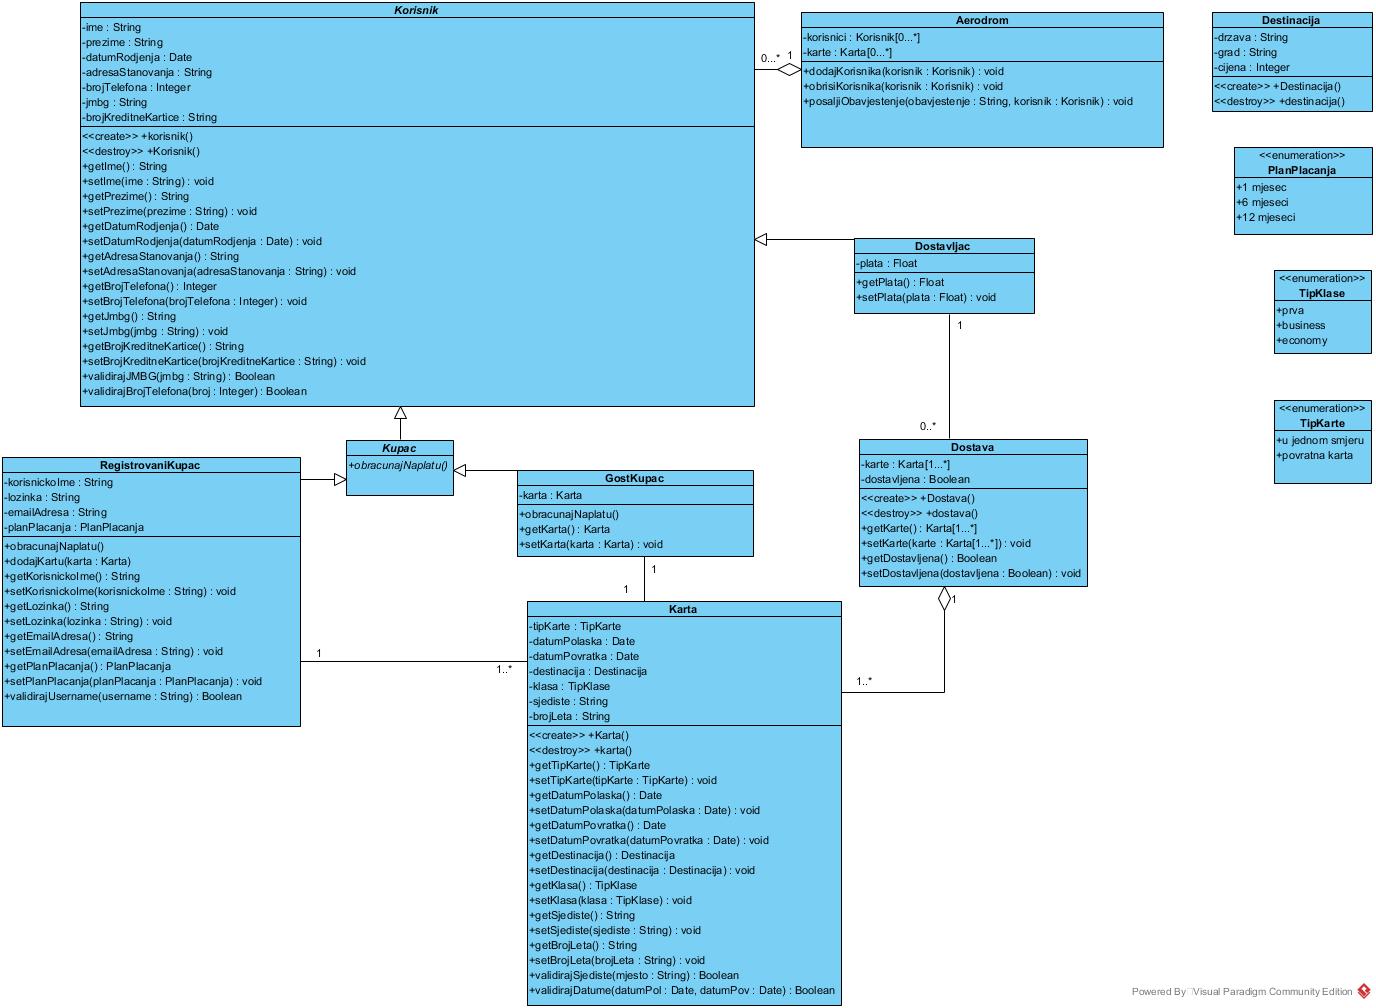 Korisnik
-ime : String
-prezime : String
-datumRodjenja : Date
-adresaStanovanja : String
-brojTelefona : Integer
-jmbg : String
-brojKreditneKartice : String
<<create>> +korisnik()
<<destroy>> +Korisnik()
+getIme() : String
+setIme(ime : String) : void
+getPrezime() : String
+setPrezime(prezime : String) : void
+getDatumRodjenja() : Date
+setDatumRodjenja(datumRodjenja : Date) : void
+getAdresaStanovanja() : String
+setAdresaStanovanja(adresaStanovanja : String) : void
+getBrojTelefona() : Integer
+setBrojTelefona(brojTelefona : Integer) : void
+getJmbg() : String
+setJmbg(jmbg : String) : void
+getBrojKreditneKartice() : String
+setBrojKreditneKartice(brojKreditneKartice : String) : void
+validirajJMBG(jmbg : String) : Boolean
+validirajBrojTelefona(broj : Integer) : Boolean
0...* 1
Aerodrom
-korisnici : Korisnik[0...*]
-karte : Karta[0...*]
+dodajKorisnika(korisnik : Korisnik) : void
+obrisiKorisnika(korisnik : Korisnik) : void
+posaljiObavjestenje(obavjestenje : String, korisnik : Korisnik) : void
Destinacija
-drzava : String
-grad : String
-cijena : Integer
<<create>> +Destinacija()
<<destroy>> +destinacija()
<<enumeration>>
PlanPlacanja
+1 mjesec
+6 mjeseci
+12 mjeseci
<<enumeration>>
TipKlase
+prva
+business
+economy
<<enumeration>>
TipKarte
+u jednom smjeru
+povratna karta
Dostavljac
-plata : Float
+getPlata() : Float
+setPlata(plata : Float) : void
1
0..*
Dostava
-karte : Karta[1...*]
-dostavljena : Boolean
<<create>> +Dostava()
<<destroy>> +dostava()
+getKarte() : Karta[1...*]
+setKarte(karte : Karta[1...*]) : void
+getDostavljena() : Boolean
+setDostavljena(dostavljena : Boolean) : void
1
1..*
Kupac
+obracunajNaplatu()
RegistrovaniKupac
-korisnickoIme : String
-lozinka : String
-emailAdresa : String
-planPlacanja : PlanPlacanja
+obracunajNaplatu()
+dodajKartu(karta : Karta)
+getKorisnickoIme() : String
+setKorisnickoIme(korisnickoIme : String) : void
+getLozinka() : String
+setLozinka(lozinka : String) : void
+getEmailAdresa() : String
+setEmailAdresa(emailAdresa : String) : void
+getPlanPlacanja() : PlanPlacanja
+setPlanPlacanja(planPlacanja : PlanPlacanja) : void
+validirajUsername(username : String) : Boolean
1
1..*
GostKupac
-karta : Karta
+obracunajNaplatu()
+getKarta() : Karta
+setKarta(karta : Karta) : void
1
1
Karta
-tipKarte : TipKarte
-datumPolaska : Date
-datumPovratka : Date
-destinacija : Destinacija
-klasa : TipKlase
-sjediste : String
-brojLeta : String
<<create>> +Karta()
<<destroy>> +karta()
+getTipKarte() : TipKarte
+setTipKarte(tipKarte : TipKarte) : void
+getDatumPolaska() : Date
+setDatumPolaska(datumPolaska : Date) : void
+getDatumPovratka() : Date
+setDatumPovratka(datumPovratka : Date) : void
+getDestinacija() : Destinacija
+setDestinacija(destinacija : Destinacija) : void
+getKlasa() : TipKlase
+setKlasa(klasa : TipKlase) : void
+getSjediste() : String
+setSjediste(sjediste : String) : void
+getBrojLeta() : String
+setBrojLeta(brojLeta : String) : void
+validirajSjediste(mjesto : String) : Boolean
+validirajDatume(datumPol : Date, datumPov : Date) : Boolean
Powered By Visual Paradigm Community Edition